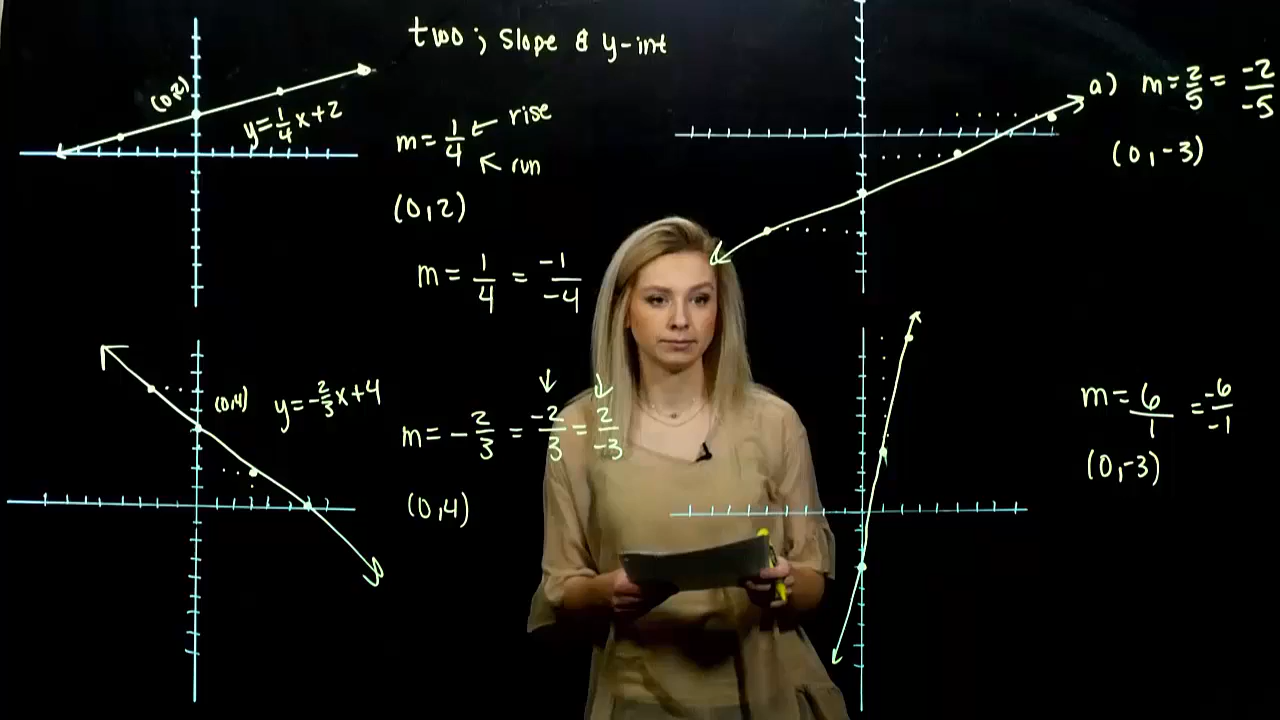 two; Slope & y-int
(0,2)
y=1/4x+2
m=1/4 ← rise
↖ run
(0,2)
m=1/4=-1/-4
(0,4)
y=-2/3x+4
m=-2/3=-2/3=2/-3
(0,4)
a) m=2/5=-2/-5
(0,-3)
m=6/1=-6/-1
(0,-3)